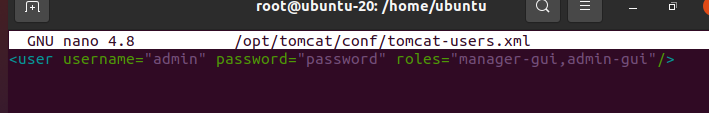 root@ubuntu-20: /home/ubuntu
GNU nano 4.8 /opt/tomcat/conf/tomcat-users.xml
<user username="admin" password="password" roles="manager-gui,admin-gui"/>